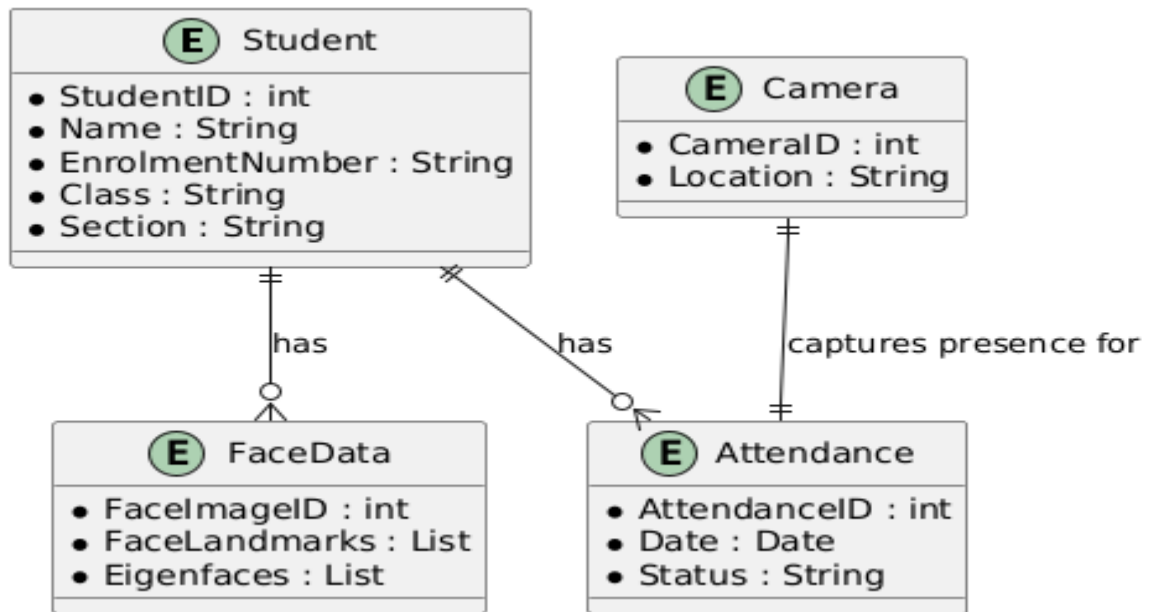 E Student
StudentID : int
Name : String
EnrolmentNumber : String
Class : String
Section : String
E Camera
CameraID : int
Location : String
has
has
captures presence for
E FaceData
FaceImageID : int
FaceLandmarks : List
Eigenfaces : List
E Attendance
AttendanceID : int
Date : Date
Status : String